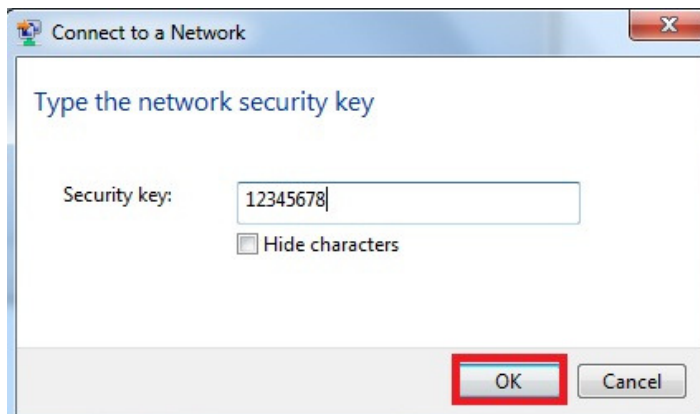 Connect to a Network
Type the network security key
Security key: 12345678
Hide characters
OK Cancel